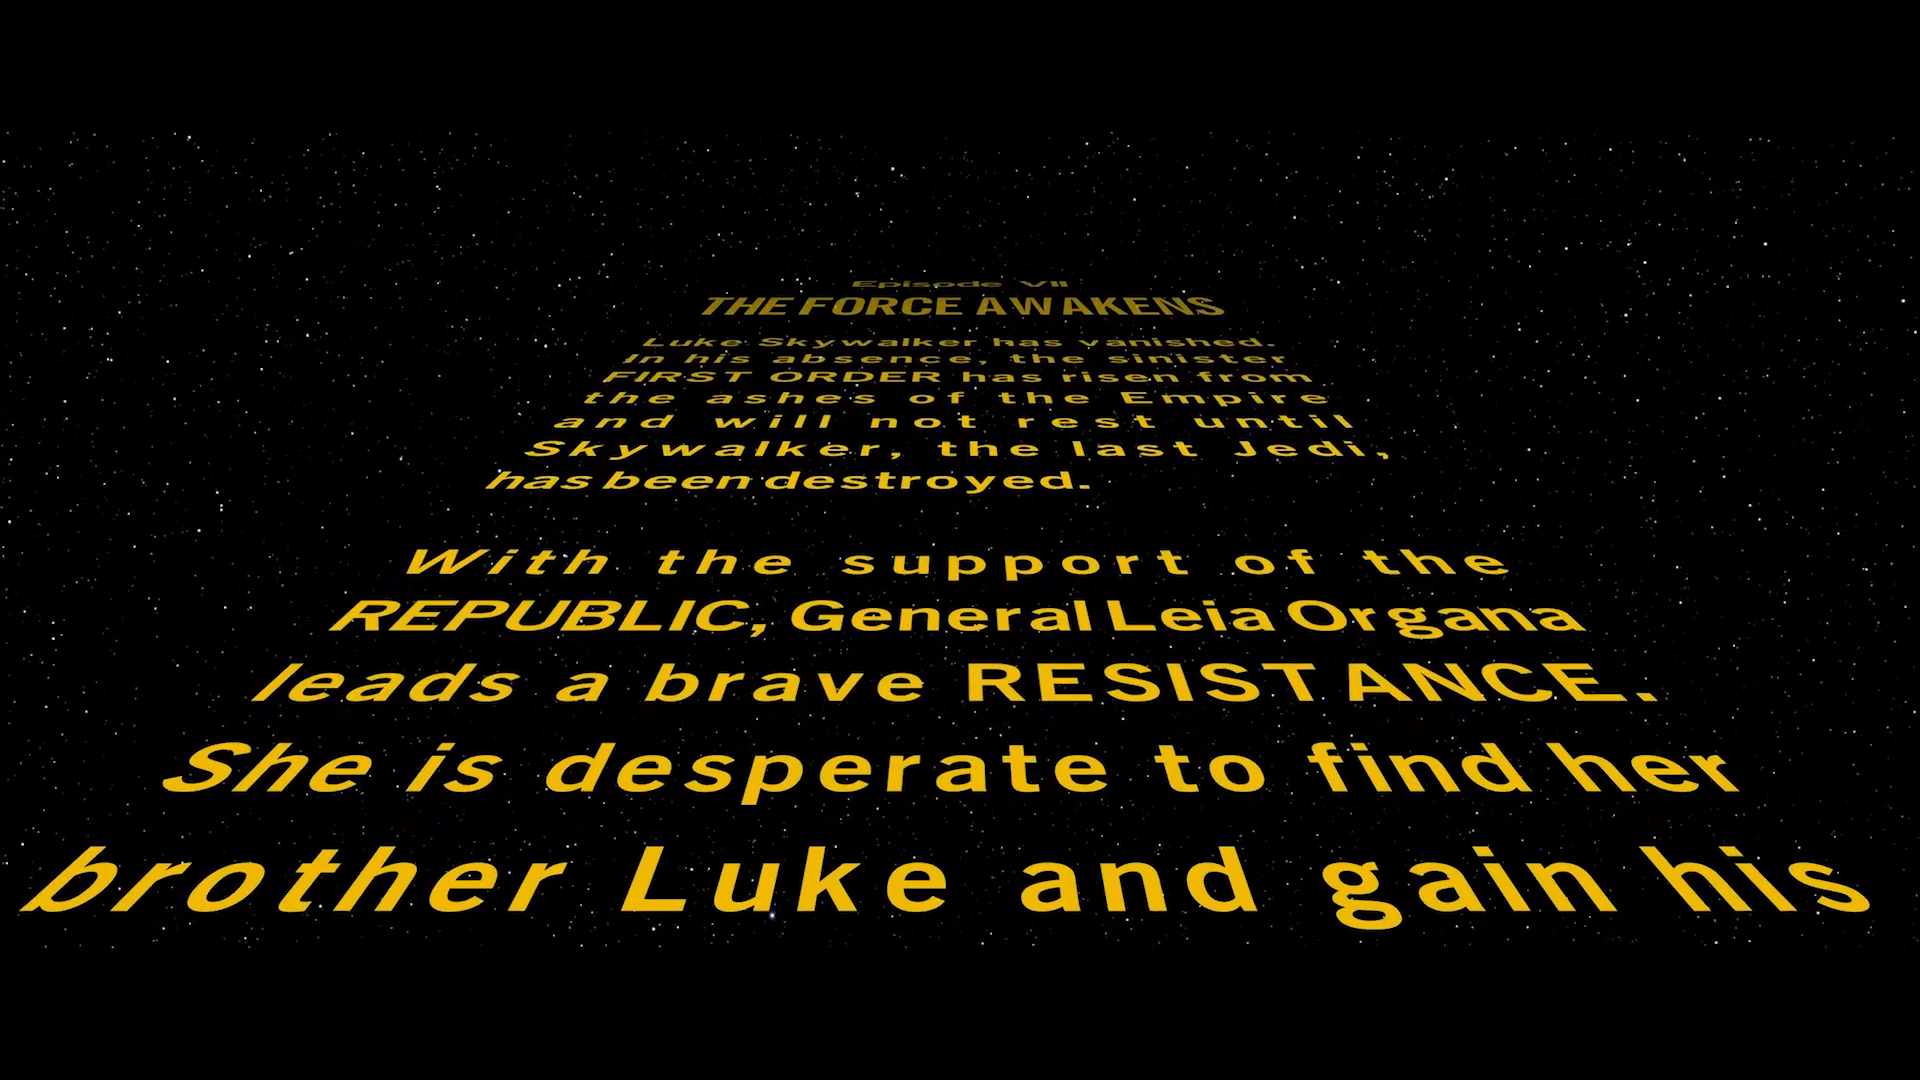 Episode VII
THE FORCE AWAKENS
Luke Skywalker has vanished.
In his absence, the sinister
FIRST ORDER has risen from
the ashes of the Empire
and will not rest until
Skywalker, the last Jedi,
has been destroyed.
With the support of the
REPUBLIC, General Leia Organa
leads a brave RESISTANCE.
She is desperate to find her
brother Luke and gain his